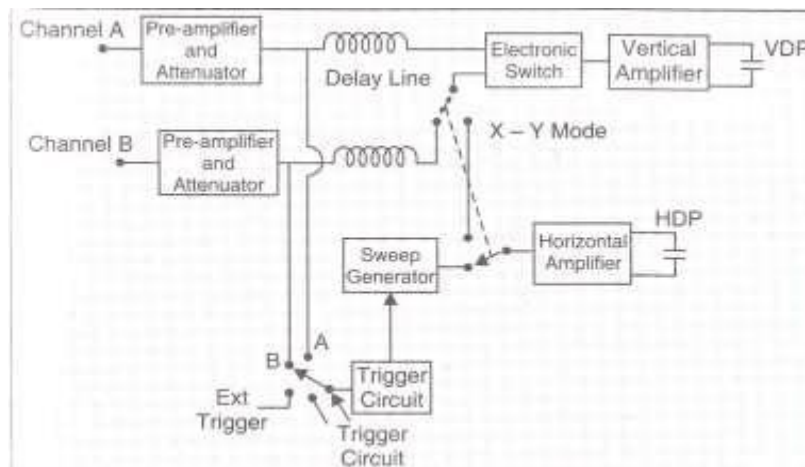 Channel A
Pre-amplifier
and
Attenuator
Delay Line
Electronic
Switch
Vertical
Amplifier
VDP
Channel B
Pre-amplifier
and
Attenuator
X – Y Mode
Sweep
Generator
Horizontal
Amplifier
HDP
A
B
Ext
Trigger
Trigger
Circuit
Trigger
Circuit